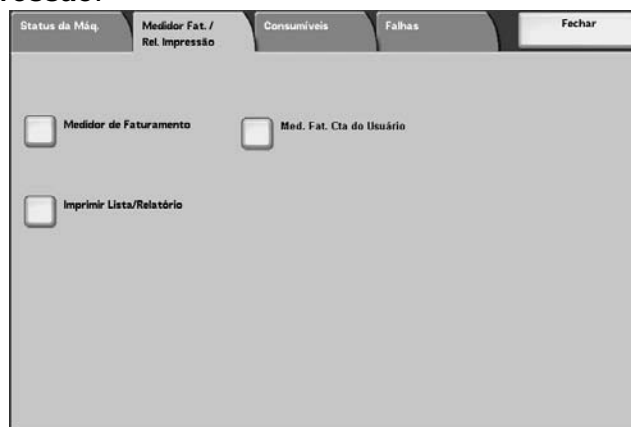 Status da Máq.
Medidor Fat. /
Rel. Impressão
Consumíveis
Falhas
Fechar
Medidor de Faturamento
Med. Fat. Cta do Usuário
Imprimir Lista/Relatório